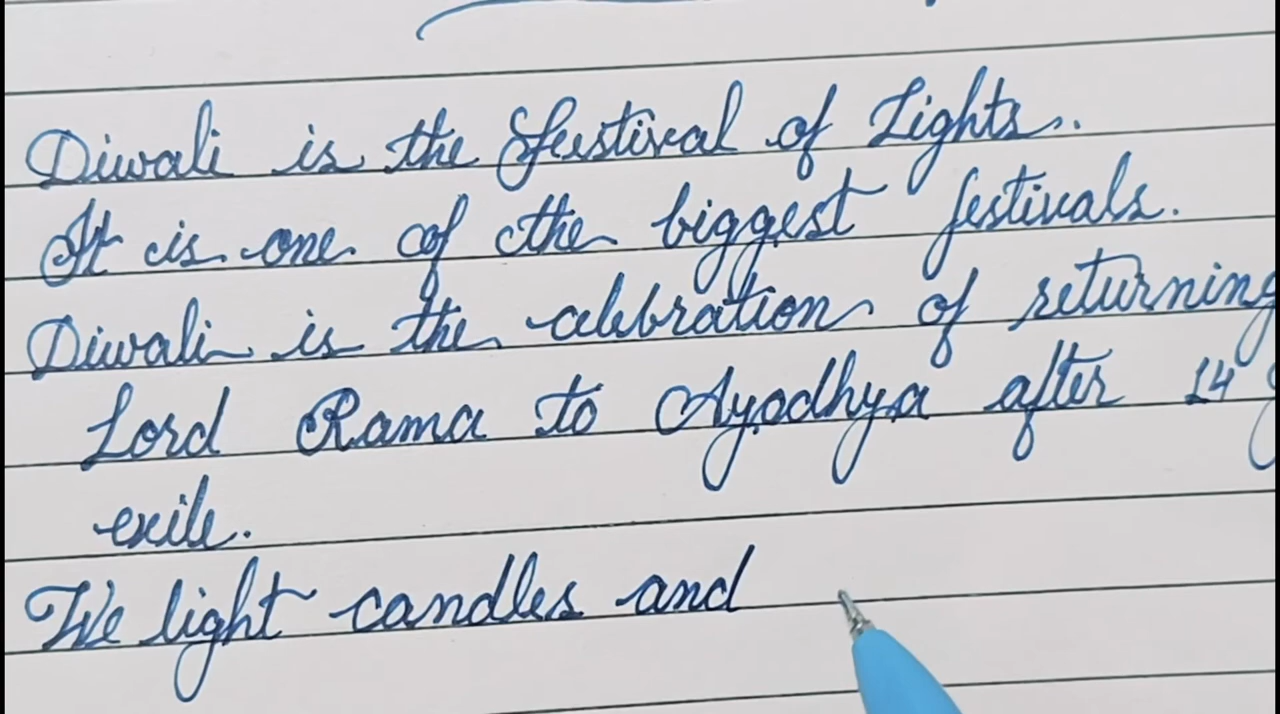 Diwali is the Festival of Lights.
It is one of the biggest festivals.
Diwali is the celebration of returning
Lord Rama to Ayodhya after 14
exile.
We light candles and